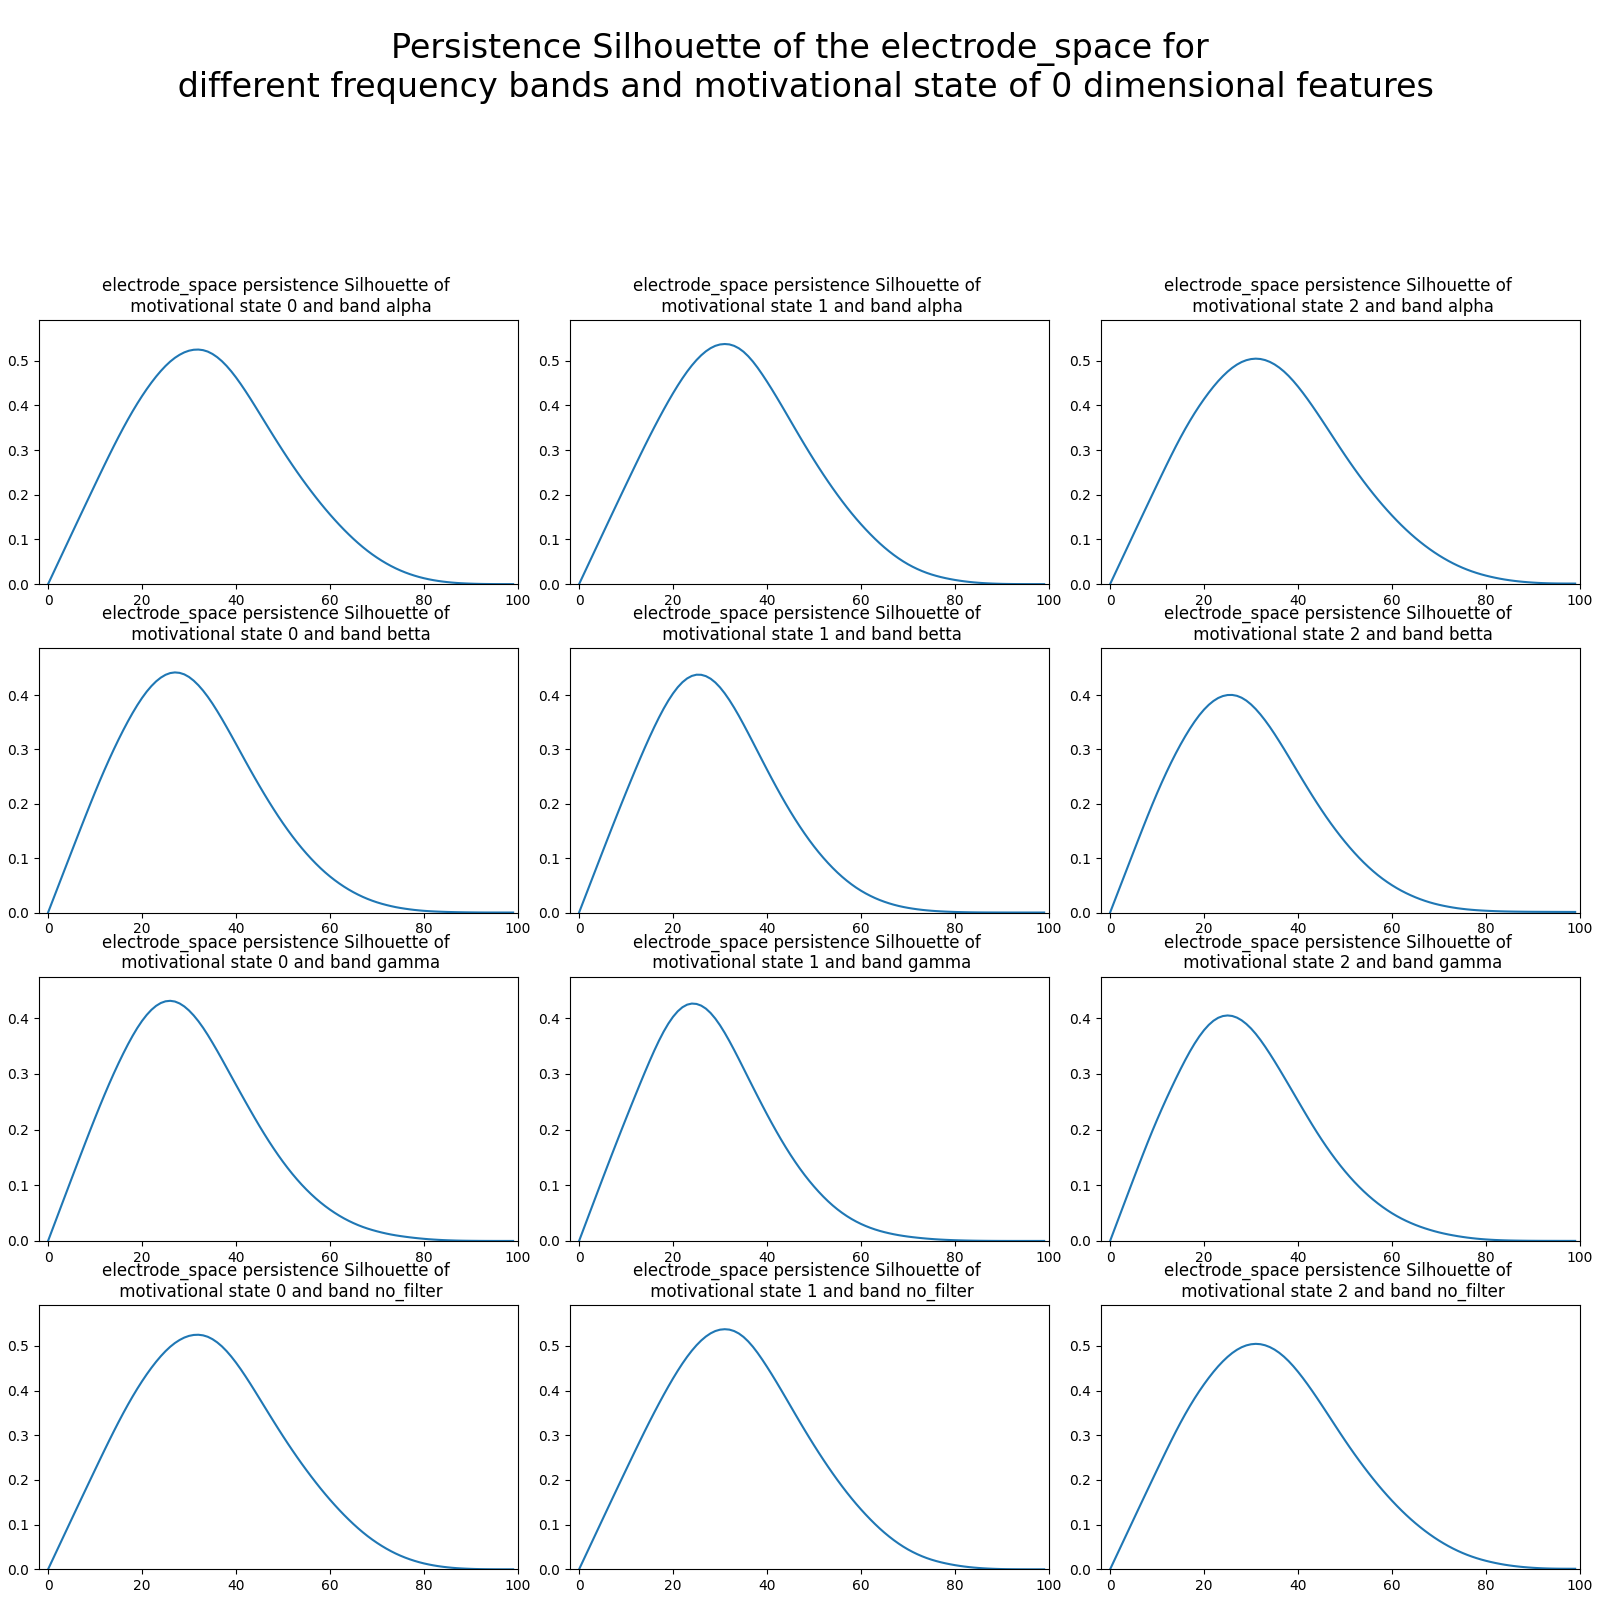 Persistence Silhouette of the electrode_space for
different frequency bands and motivational state of 0 dimensional features
electrode_space persistence Silhouette of
motivational state 0 and band alpha
0.5
0.4
0.3
0.2
0.1
0.0
0 20 40 60 80 100
electrode_space persistence Silhouette of
motivational state 1 and band alpha
0.5
0.4
0.3
0.2
0.1
0.0
0 20 40 60 80 100
electrode_space persistence Silhouette of
motivational state 2 and band alpha
0.5
0.4
0.3
0.2
0.1
0.0
0 20 40 60 80 100
electrode_space persistence Silhouette of
motivational state 0 and band betta
0.4
0.3
0.2
0.1
0.0
0 20 40 60 80 100
electrode_space persistence Silhouette of
motivational state 1 and band betta
0.4
0.3
0.2
0.1
0.0
0 20 40 60 80 100
electrode_space persistence Silhouette of
motivational state 2 and band betta
0.4
0.3
0.2
0.1
0.0
0 20 40 60 80 100
electrode_space persistence Silhouette of
motivational state 0 and band gamma
0.4
0.3
0.2
0.1
0.0
0 20 40 60 80 100
electrode_space persistence Silhouette of
motivational state 1 and band gamma
0.4
0.3
0.2
0.1
0.0
0 20 40 60 80 100
electrode_space persistence Silhouette of
motivational state 2 and band gamma
0.4
0.3
0.2
0.1
0.0
0 20 40 60 80 100
electrode_space persistence Silhouette of
motivational state 0 and band no_filter
0.5
0.4
0.3
0.2
0.1
0.0
0 20 40 60 80 100
electrode_space persistence Silhouette of
motivational state 1 and band no_filter
0.5
0.4
0.3
0.2
0.1
0.0
0 20 40 60 80 100
electrode_space persistence Silhouette of
motivational state 2 and band no_filter
0.5
0.4
0.3
0.2
0.1
0.0
0 20 40 60 80 100